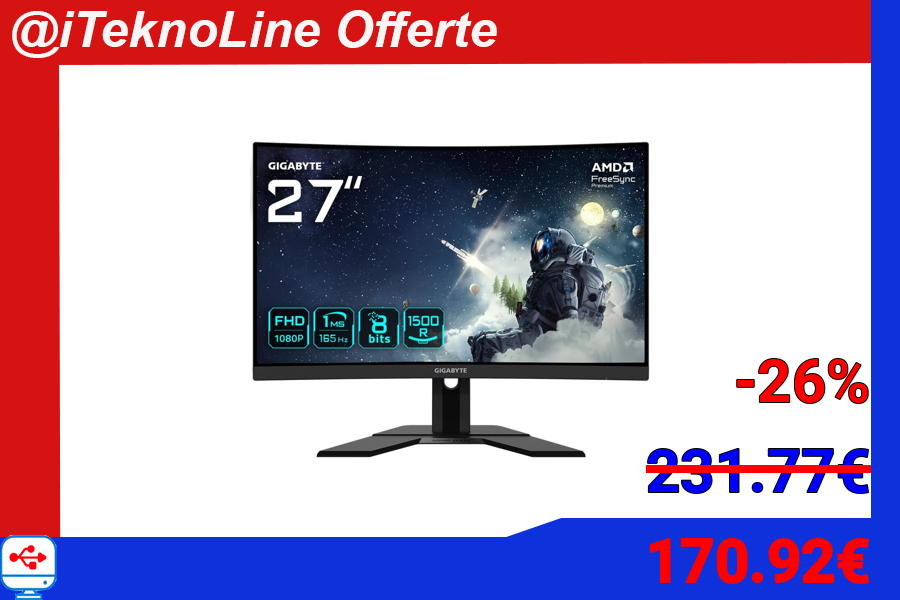 @iTeknoLine Offerte
GIGABYTE
27"
AMD
FreeSync
Premium
FHD
1080P
1MS
165Hz
8
bits
1500
R
GIGABYTE
-26%
231.77€
170.92€